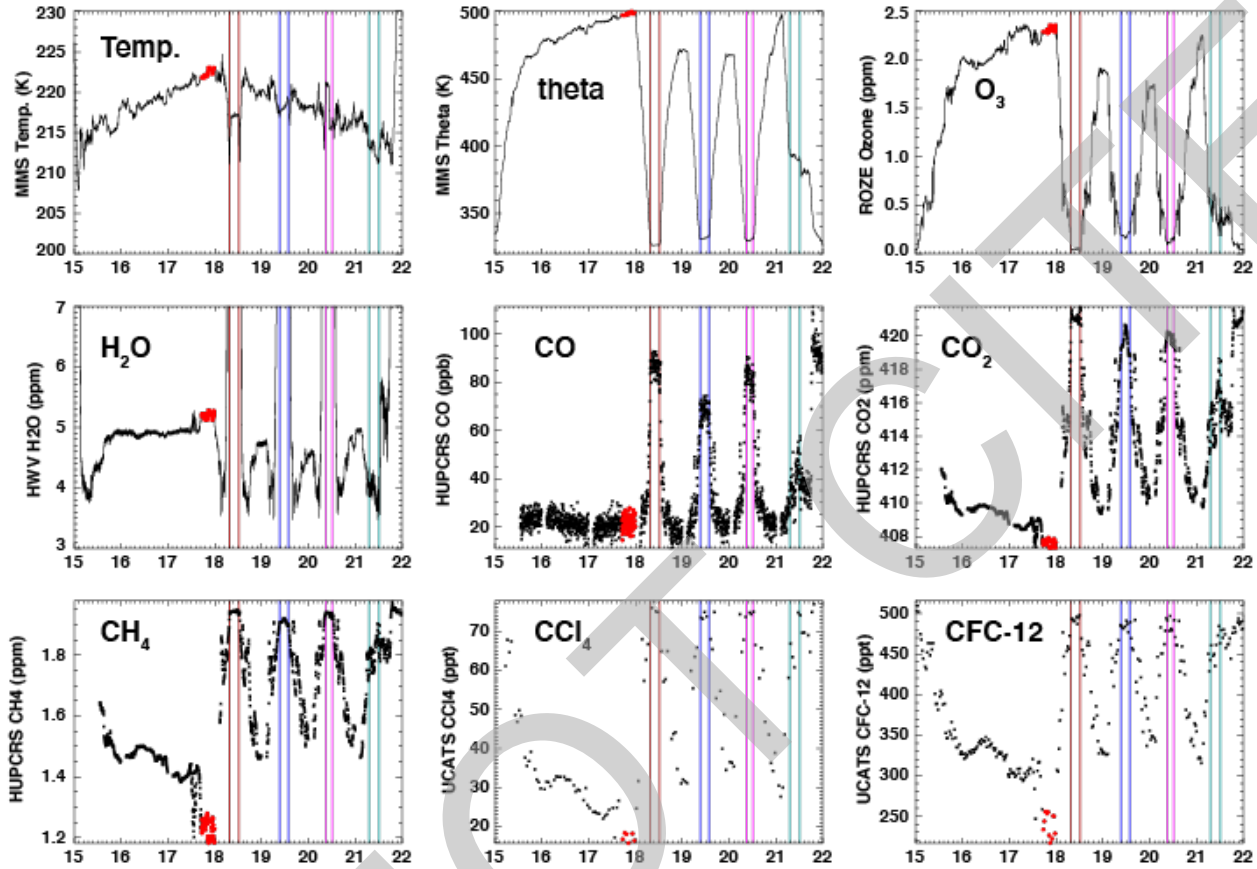 Temp.
MMS Temp. (K)
230
225
220
215
210
205
200
15 16 17 18 19 20 21 22
theta
MMS Theta (K)
500
450
400
350
15 16 17 18 19 20 21 22
O₃
ROZE Ozone (ppm)
2.5
2.0
1.5
1.0
0.5
0.0
15 16 17 18 19 20 21 22
H₂O
HWV H2O (ppm)
7
6
5
4
3
15 16 17 18 19 20 21 22
CO
HUPCRS CO (ppb)
100
80
60
40
20
15 16 17 18 19 20 21 22
CO₂
HUPCRS CO2 (ppm)
420
418
416
414
412
410
408
15 16 17 18 19 20 21 22
CH₄
HUPCRS CH4 (ppm)
1.8
1.6
1.4
1.2
15 16 17 18 19 20 21 22
CCl₄
UCATS CCl4 (ppt)
70
60
50
40
30
20
15 16 17 18 19 20 21 22
CFC-12
UCATS CFC-12 (ppt)
500
450
400
350
300
250
15 16 17 18 19 20 21 22
OT CIT